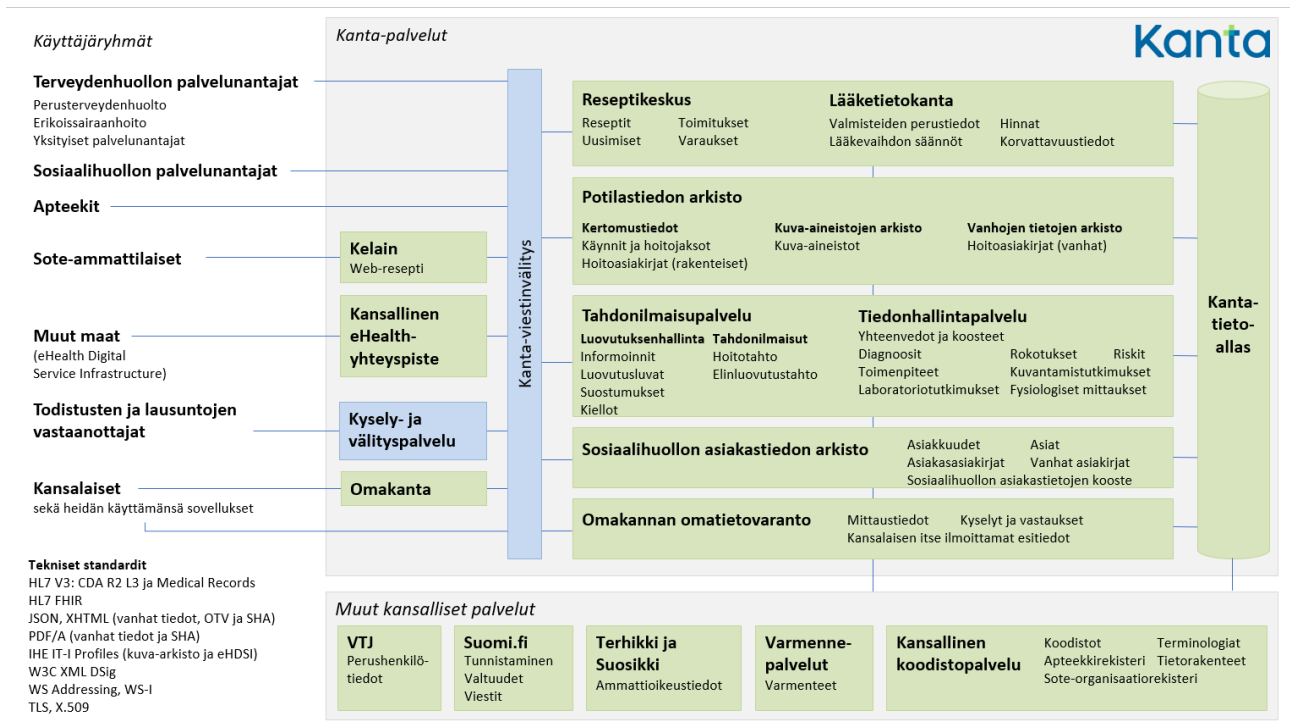 Käyttäjäryhmät
Terveydenhuollon palvelunantajat
Perusterveydenhuolto
Erikoissairaanhoito
Yksityiset palvelunantajat
Sosiaalihuollon palvelunantajat
Apteekit
Sote-ammattilaiset
Muut maat
(eHealth Digital
Service Infrastructure)
Todistusten ja lausuntojen
vastaanottajat
Kansalaiset
sekä heidän käyttämänsä sovellukset
Tekniset standardit
HL7 V3: CDA R2 L3 ja Medical Records
HL7 FHIR
JSON, XHTML (vanhat tiedot, OTV ja SHA)
PDF/A (vanhat tiedot ja SHA)
IHE IT-I Profiles (kuva-arkisto ja eHDSI)
W3C XML DSig
WS Addressing, WS-I
TLS, X.509
Kanta-palvelut
Kanta
Kelain
Web-resepti
Kansallinen
eHealth-
yhteyspiste
Kysely- ja
välityspalvelu
Omakanta
Kanta-viestinvälitys
Reseptikeskus
Reseptit Toimitukset
Uusimiset Varaukset
Lääketietokanta
Valmisteiden perustiedot Hinnat
Lääkevaihdon säännöt Korvattavuustiedot
Potilastiedon arkisto
Kertomustiedot
Käynnit ja hoitojaksot
Hoitoasiakirjat (rakenteiset)
Kuva-aineistojen arkisto
Kuva-aineistot
Vanhojen tietojen arkisto
Hoitoasiakirjat (vanhat)
Tahdonilmaisupalvelu
Luovutuksenhallinta
Informoinnit
Luovutusluvat
Suostumukset
Kiellot
Tahdonilmaisut
Hoitotahto
Elinluovutustahto
Tiedonhallintapalvelu
Yhteenvedot ja koosteet
Diagnoosit Rokotukset Riskit
Toimenpiteet Kuvantamistutkimukset
Laboratoriotutkimukset Fysiologiset mittaukset
Sosiaalihuollon asiakastiedon arkisto
Asiakkuudet Asiat
Asiakasasiakirjat Vanhat asiakirjat
Sosiaalihuollon asiakastietojen kooste
Omakannan omatietovaranto
Mittaustiedot Kyselyt ja vastaukset
Kansalaisen itse ilmoittamat esitiedot
Kanta-
tieto-
allas
Muut kansalliset palvelut
VTJ
Perushenkilö-
tiedot
Suomi.fi
Tunnistaminen
Valtuudet
Viestit
Terhikki ja
Suosikki
Ammattioikeustiedot
Varmenne-
palvelut
Varmenteet
Kansallinen
koodistopalvelu
Koodistot Terminologiat
Apteekkirekisteri Tietorakenteet
Sote-organisaatiorekisteri